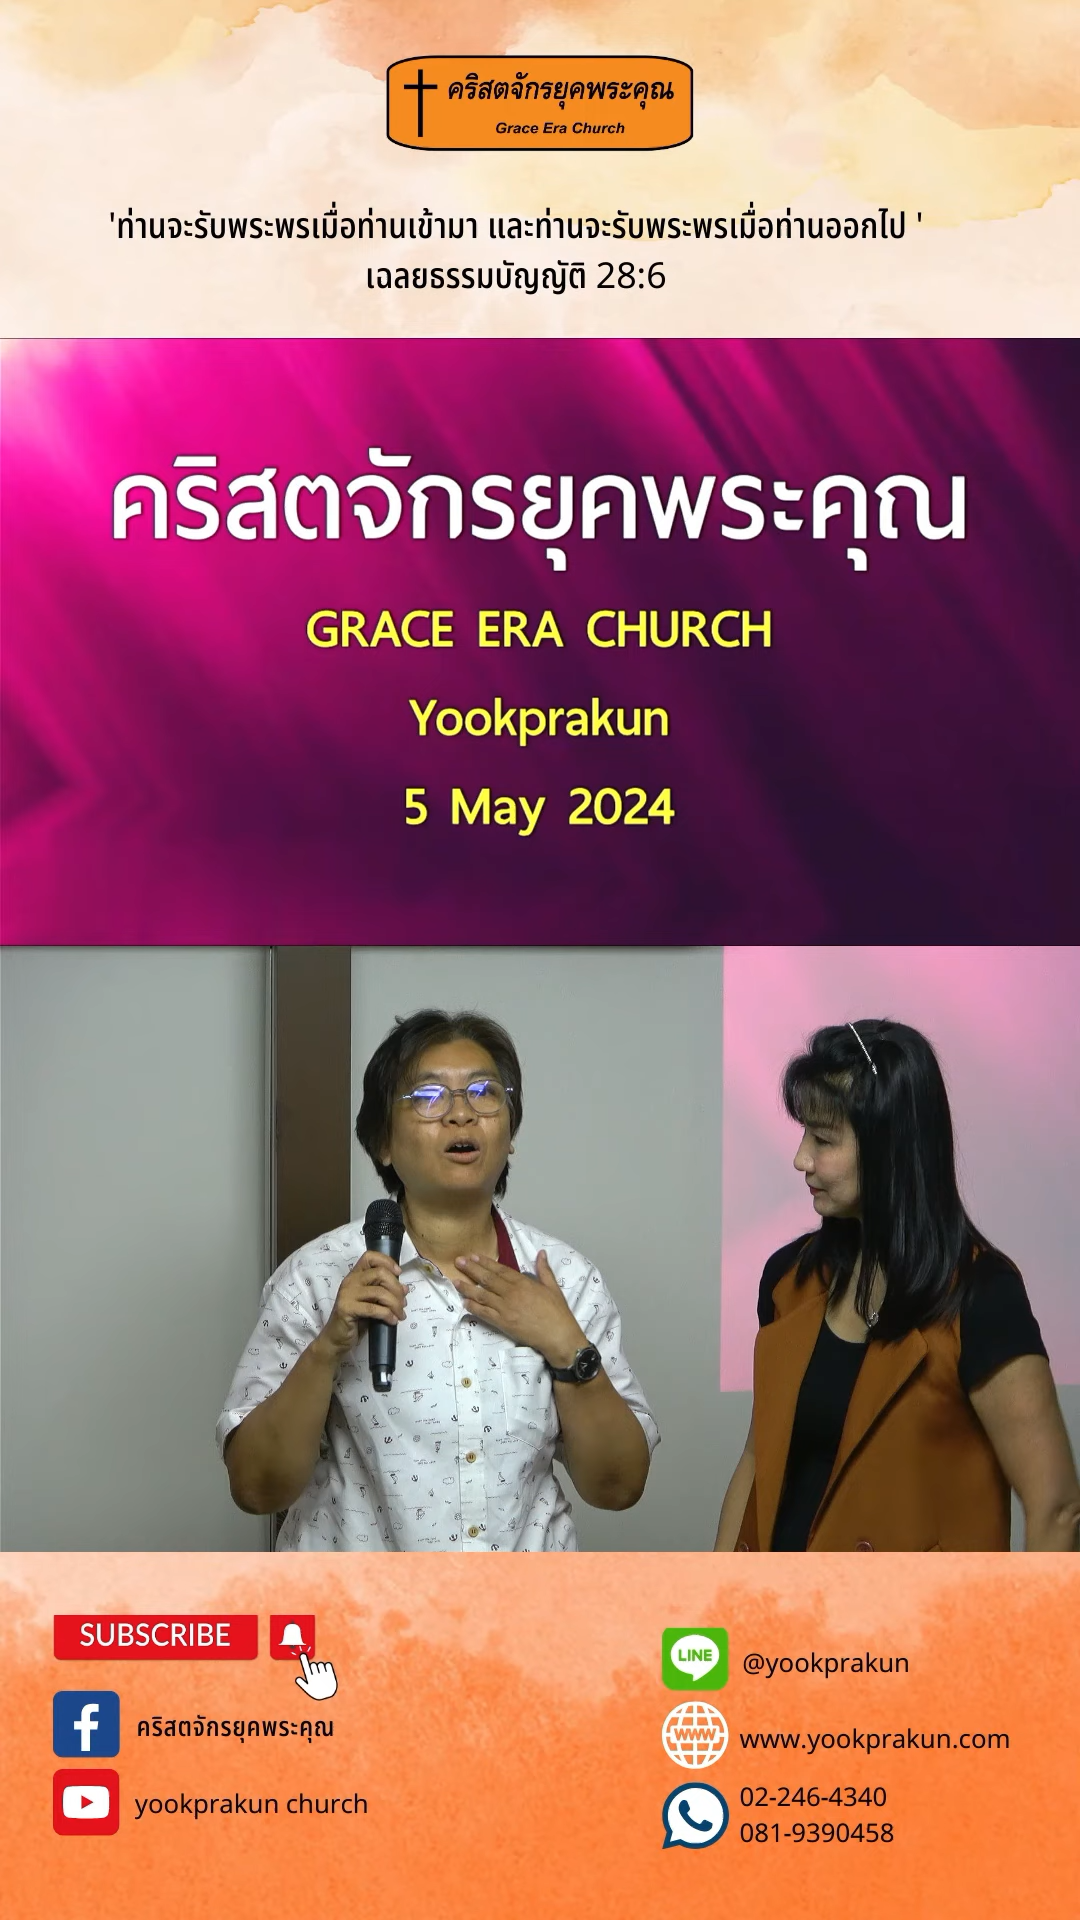 คริสตจักรยุคพระคุณ
Grace Era Church
'ท่านจะรับพระพรเมื่อท่านเข้ามา และท่านจะรับพระพรเมื่อท่านออกไป '
เฉลยธรรมบัญญัติ 28:6
คริสตจักรยุคพระคุณ
GRACE ERA CHURCH
Yookprakun
5 May 2024
SUBSCRIBE
คริสตจักรยุคพระคุณ
yookprakun church
LINE
@yookprakun
WWW
www.yookprakun.com
02-246-4340
081-9390458